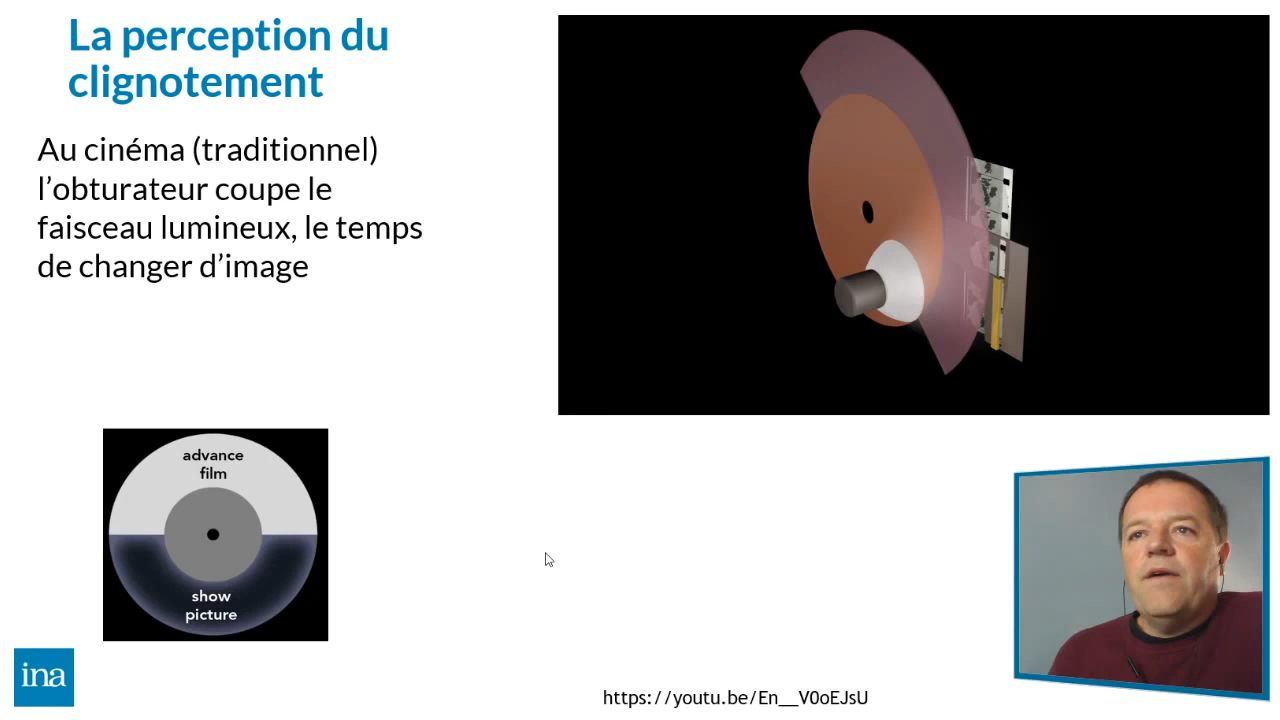 La perception du
clignotement
Au cinéma (traditionnel)
l’obturateur coupe le
faisceau lumineux, le temps
de changer d’image
advance
film
show
picture
ina
https://youtu.be/En__V0oEJsU